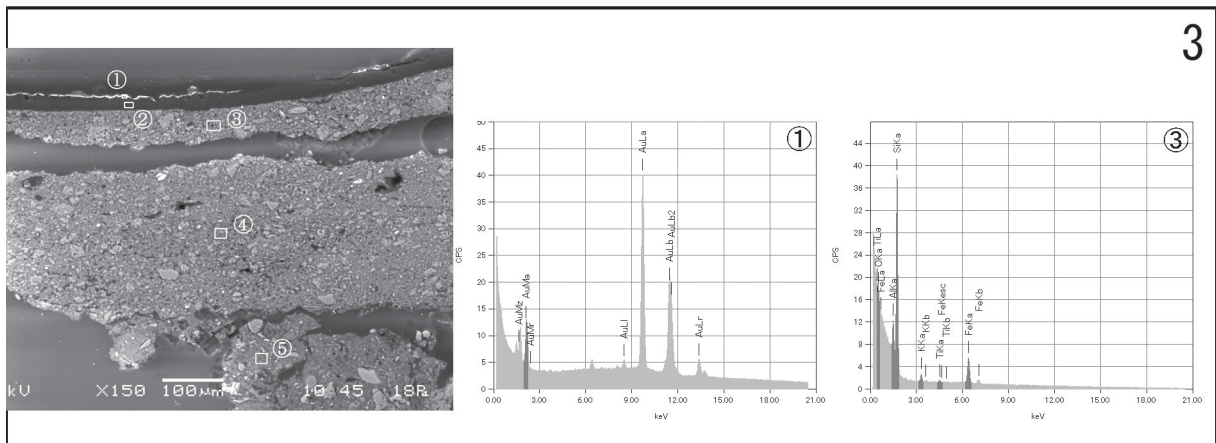 3
①
②
③
④
⑤
kV X150 100μm 10 45 18R
①
CPS
50
45
40
35
30
25
20
15
10
5
0
AuMz
AuMa
AuMr
AuLl
AuLa
AuLb
AuLb2
AuLr
0.00 3.00 6.00 9.00 12.00 15.00 18.00 21.00
keV
③
CPS
44
40
36
32
28
24
20
16
12
8
4
0
FeLa
OKa
TiLa
AlKa
SiKa
KKa
KKb
TiKa
FeKesc
TiKb
FeKa
FeKb
0.00 3.00 6.00 9.00 12.00 15.00 18.00 21.00
keV